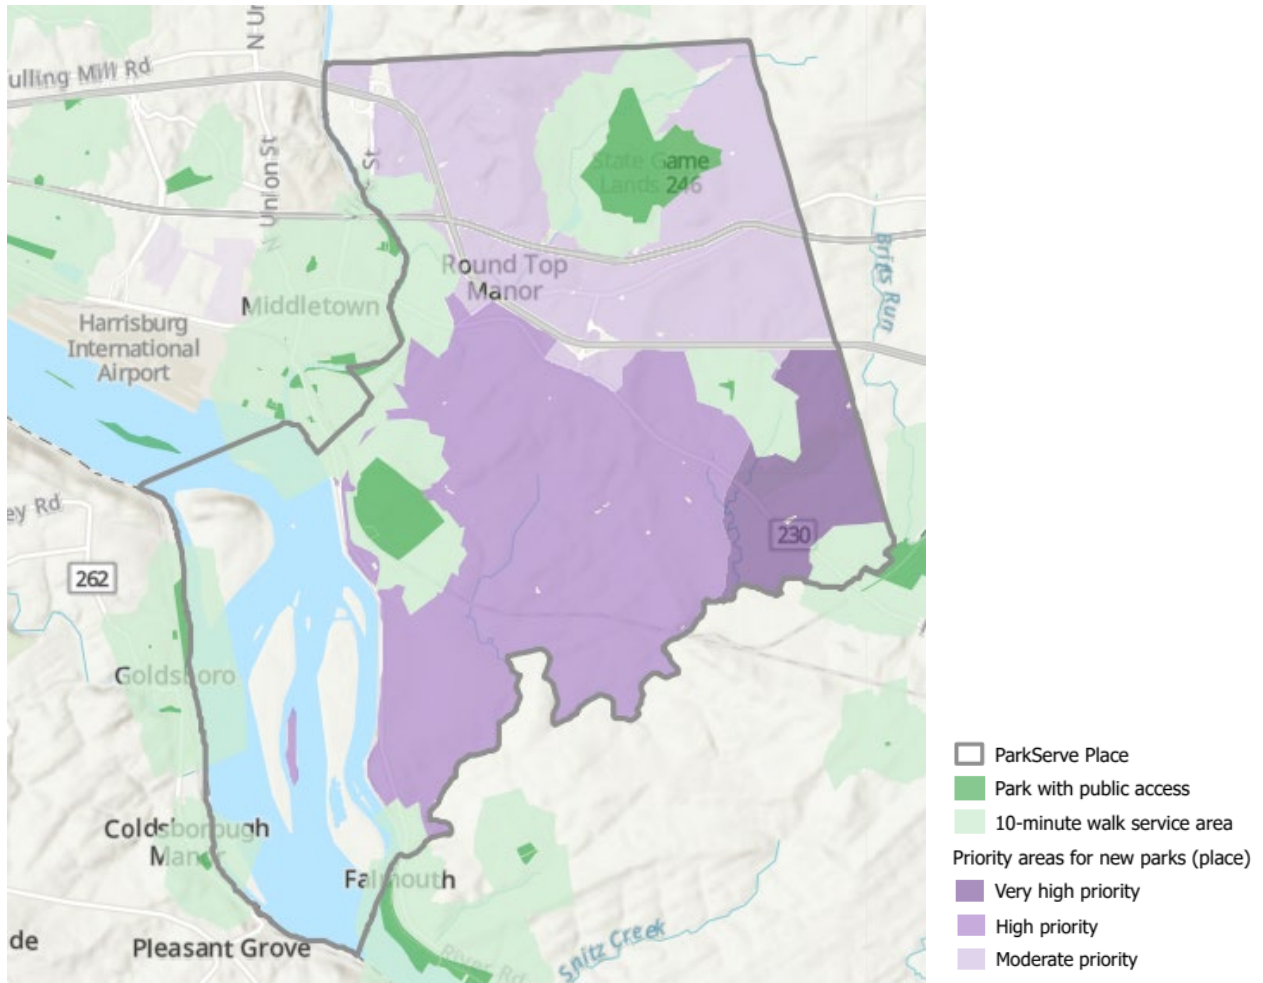 N Un
ulling Mill Rd
St
N Union St
State Game
Lands 246
Round Top
Manor
Middletown
Harrisburg
International
Airport
Briggs Run
ey Rd
262
230
Goldsboro
Coldsborough
Manor
Falmouth
de
Pleasant Grove
River Rd
Snitz Creek
ParkServe Place
Park with public access
10-minute walk service area
Priority areas for new parks (place)
Very high priority
High priority
Moderate priority